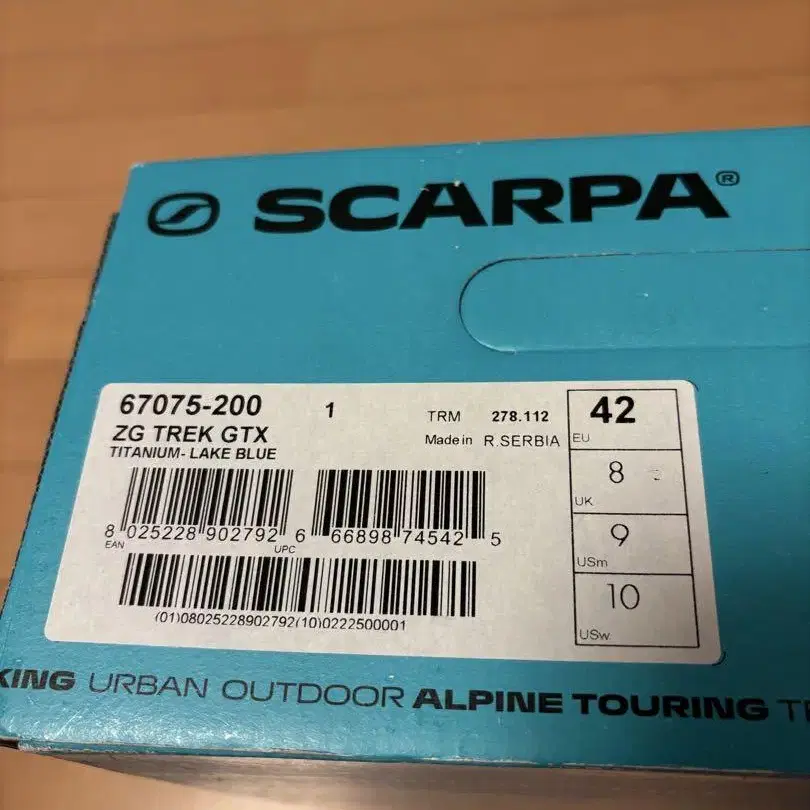 SCARPA®
67075-200 1 TRM 278.112
ZG TREK GTX Made in R.SERBIA
TITANIUM- LAKE BLUE
42
EU
8
UK
9
USm
10
USw
8 025228 902792 6 66898 74542 5
EAN UPC
(01)08025228902792(10)0222500001
KING URBAN OUTDOOR ALPINE TOURING